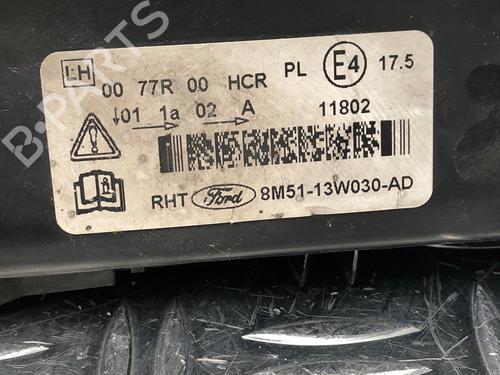 LH
00 77R 00 HCR PL E4 17.5
01 1a 02 A 11802
RHT Ford 8M51-13W030-AD
B-PARTS